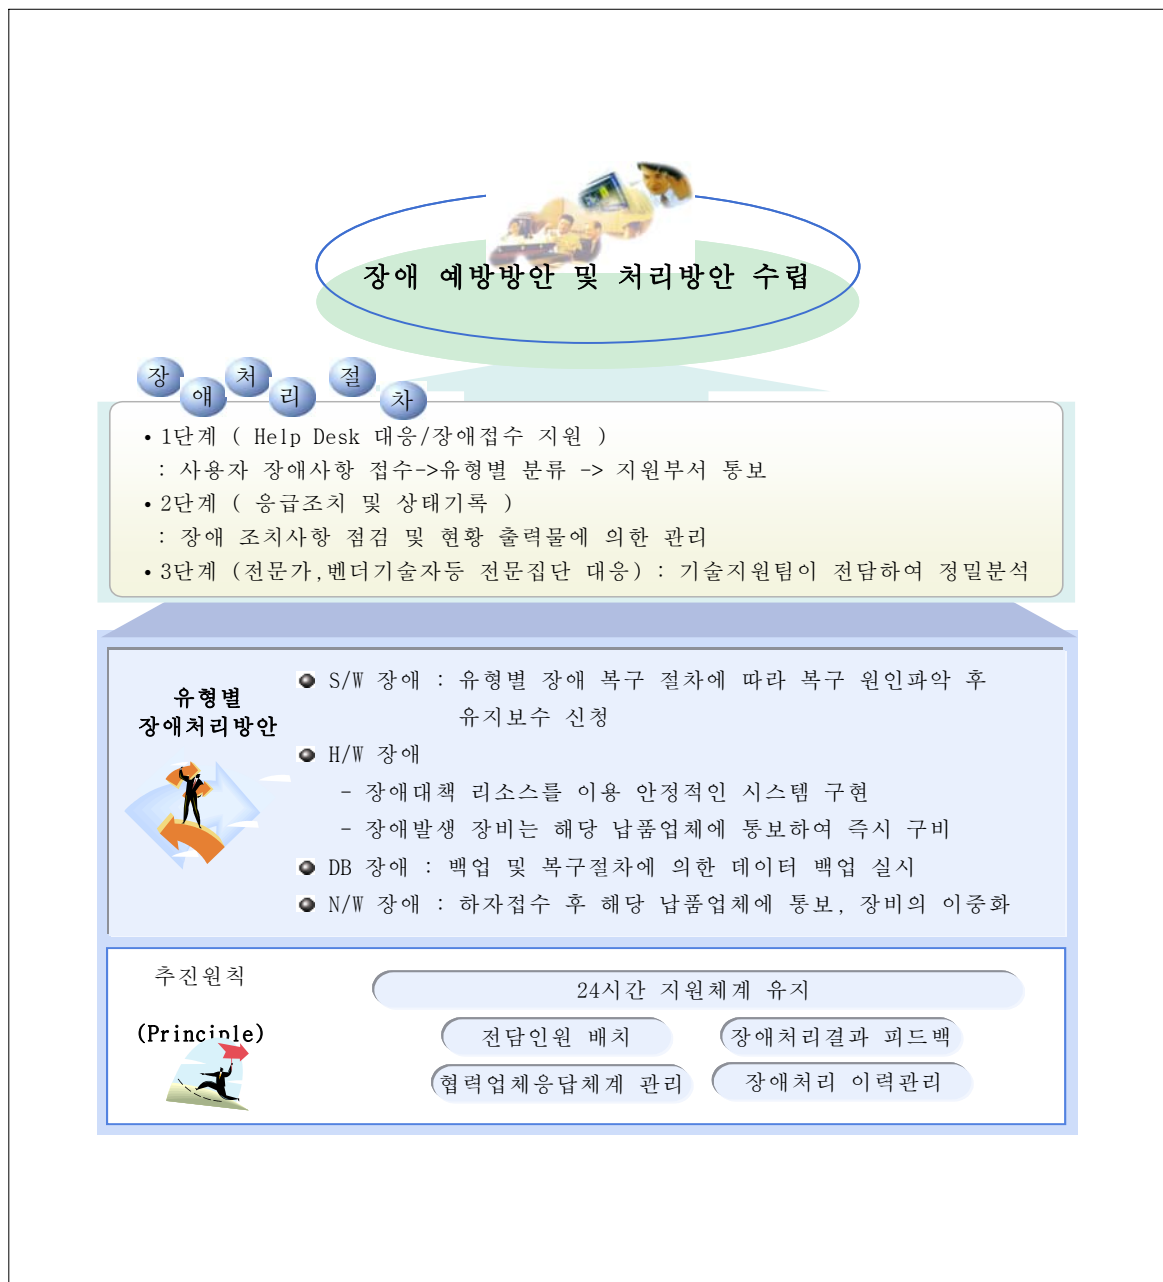 장애 예방방안 및 처리방안 수립
장애처리 절차
• 1단계 ( Help Desk 대응/장애접수 지원 )
: 사용자 장애사항 접수->유형별 분류 -> 지원부서 통보
• 2단계 ( 응급조치 및 상태기록 )
: 장애 조치사항 점검 및 현황 출력물에 의한 관리
• 3단계 (전문가,벤더기술자등 전문집단 대응) : 기술지원팀이 전담하여 정밀분석
유형별
장애처리방안
S/W 장애 : 유형별 장애 복구 절차에 따라 복구 원인파악 후
유지보수 신청
H/W 장애
- 장애대책 리소스를 이용 안정적인 시스템 구현
- 장애발생 장비는 해당 납품업체에 통보하여 즉시 구비
DB 장애 : 백업 및 복구절차에 의한 데이터 백업 실시
N/W 장애 : 하자접수 후 해당 납품업체에 통보, 장비의 이중화
추진원칙
(Principle)
24시간 지원체계 유지
전담인원 배치
장애처리결과 피드백
협력업체응답체계 관리
장애처리 이력관리